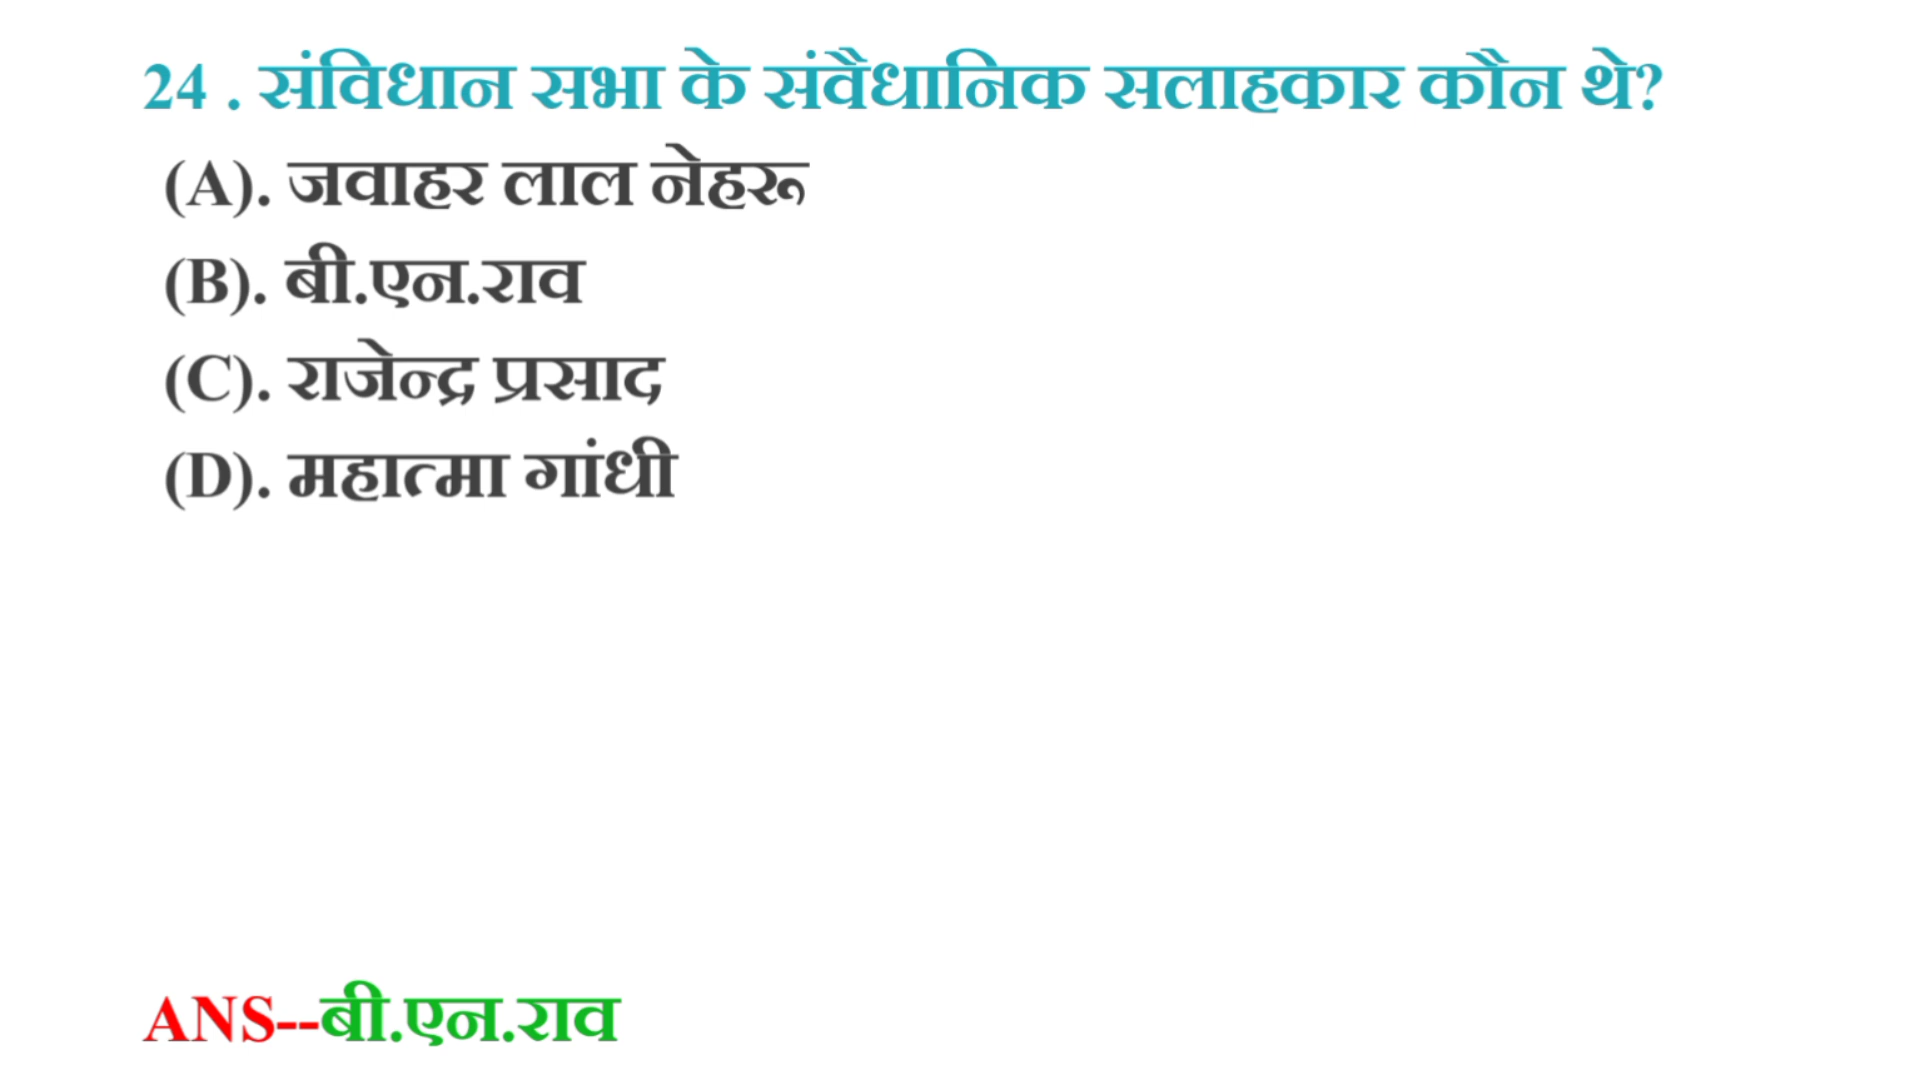 24 . संविधान सभा के संवैधानिक सलाहकार कौन थे?
(A). जवाहर लाल नेहरू
(B). बी.एन.राव
(C). राजेन्द्र प्रसाद
(D). महात्मा गांधी
ANS--बी.एन.राव